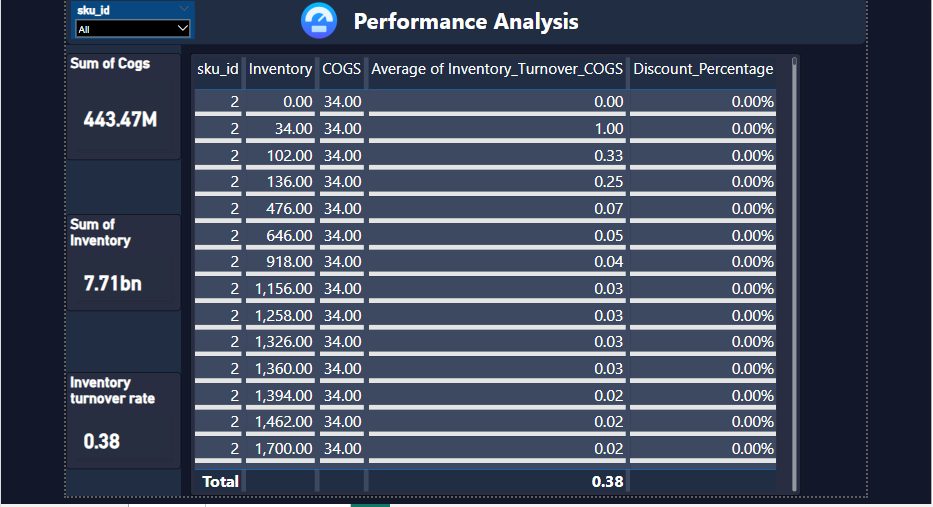 sku_id
All
Performance Analysis
Sum of Cogs
443.47M
Sum of
Inventory
7.71bn
Inventory
turnover rate
0.38
sku_id Inventory COGS Average of Inventory_Turnover_COGS Discount_Percentage
2 0.00 34.00 0.00 0.00%
2 34.00 34.00 1.00 0.00%
2 102.00 34.00 0.33 0.00%
2 136.00 34.00 0.25 0.00%
2 476.00 34.00 0.07 0.00%
2 646.00 34.00 0.05 0.00%
2 918.00 34.00 0.04 0.00%
2 1,156.00 34.00 0.03 0.00%
2 1,258.00 34.00 0.03 0.00%
2 1,326.00 34.00 0.03 0.00%
2 1,360.00 34.00 0.03 0.00%
2 1,394.00 34.00 0.02 0.00%
2 1,462.00 34.00 0.02 0.00%
2 1,700.00 34.00 0.02 0.00%
Total 0.38